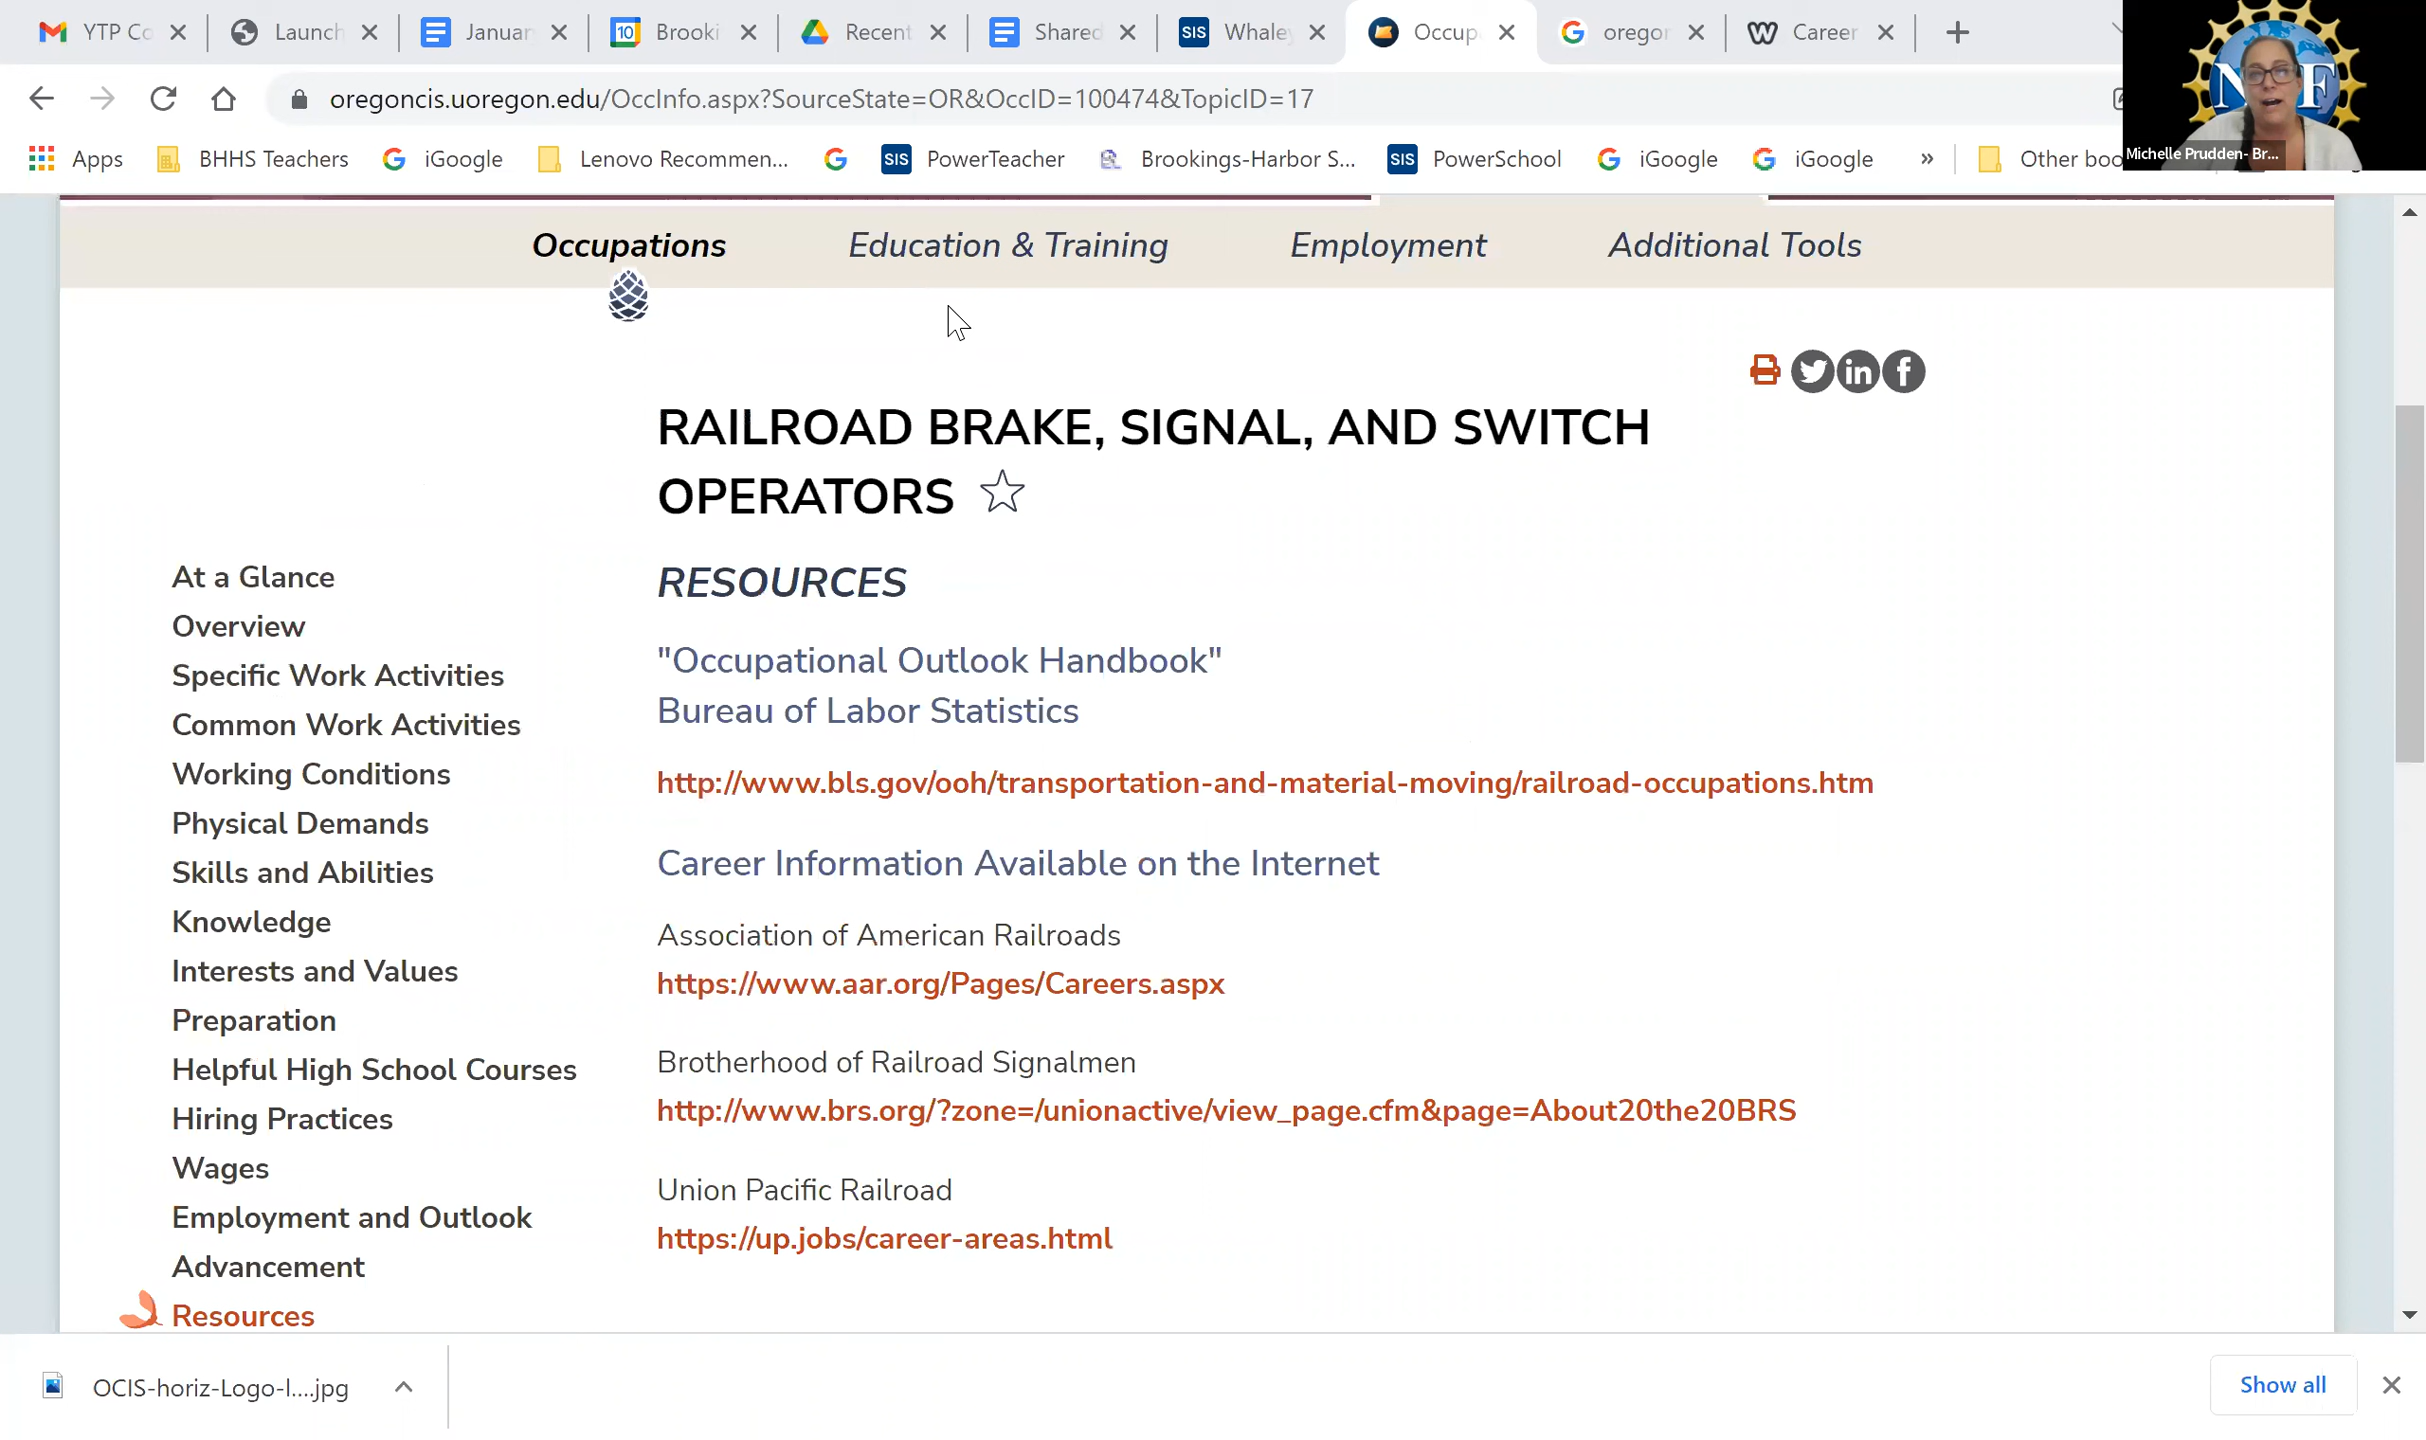 YTP Co
Launch
Januar
Brooki
Recent
Shared
SIS Whaley
Occup
oregon
Career
oregoncis.uoregon.edu/OccInfo.aspx?SourceState=OR&OccID=100474&TopicID=17
Apps
BHHS Teachers
iGoogle
Lenovo Recommen...
SIS PowerTeacher
Brookings-Harbor S...
SIS PowerSchool
iGoogle
iGoogle
»
Other boo
N F
Michelle Prudden- Br...
Occupations
Education & Training
Employment
Additional Tools
RAILROAD BRAKE, SIGNAL, AND SWITCH
OPERATORS
At a Glance
Overview
Specific Work Activities
Common Work Activities
Working Conditions
Physical Demands
Skills and Abilities
Knowledge
Interests and Values
Preparation
Helpful High School Courses
Hiring Practices
Wages
Employment and Outlook
Advancement
Resources
RESOURCES
"Occupational Outlook Handbook"
Bureau of Labor Statistics
http://www.bls.gov/ooh/transportation-and-material-moving/railroad-occupations.htm
Career Information Available on the Internet
Association of American Railroads
https://www.aar.org/Pages/Careers.aspx
Brotherhood of Railroad Signalmen
http://www.brs.org/?zone=/unionactive/view_page.cfm&page=About20the20BRS
Union Pacific Railroad
https://up.jobs/career-areas.html
OCIS-horiz-Logo-l....jpg
Show all